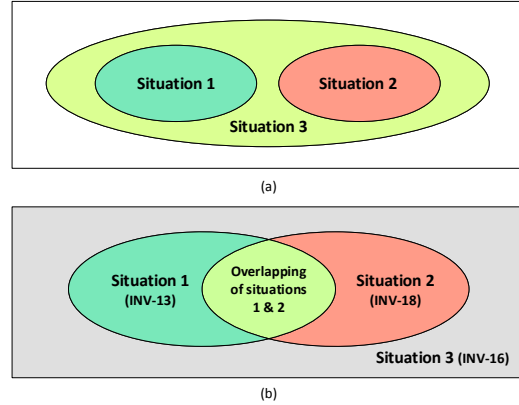 Situation 1
Situation 2
Situation 3
(a)
Situation 1
(INV-13)
Overlapping
of situations
1 & 2
Situation 2
(INV-18)
Situation 3 (INV-16)
(b)